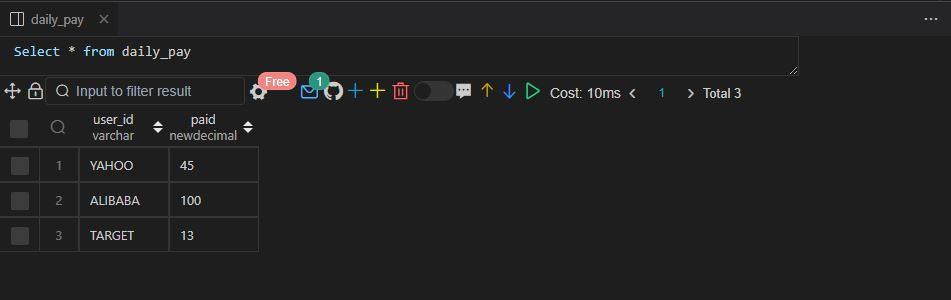 daily_pay
Select * from daily_pay
Input to filter result
Free
1
Cost: 10ms
1
Total 3
user_id
varchar
paid
newdecimal
1 YAHOO 45
2 ALIBABA 100
3 TARGET 13